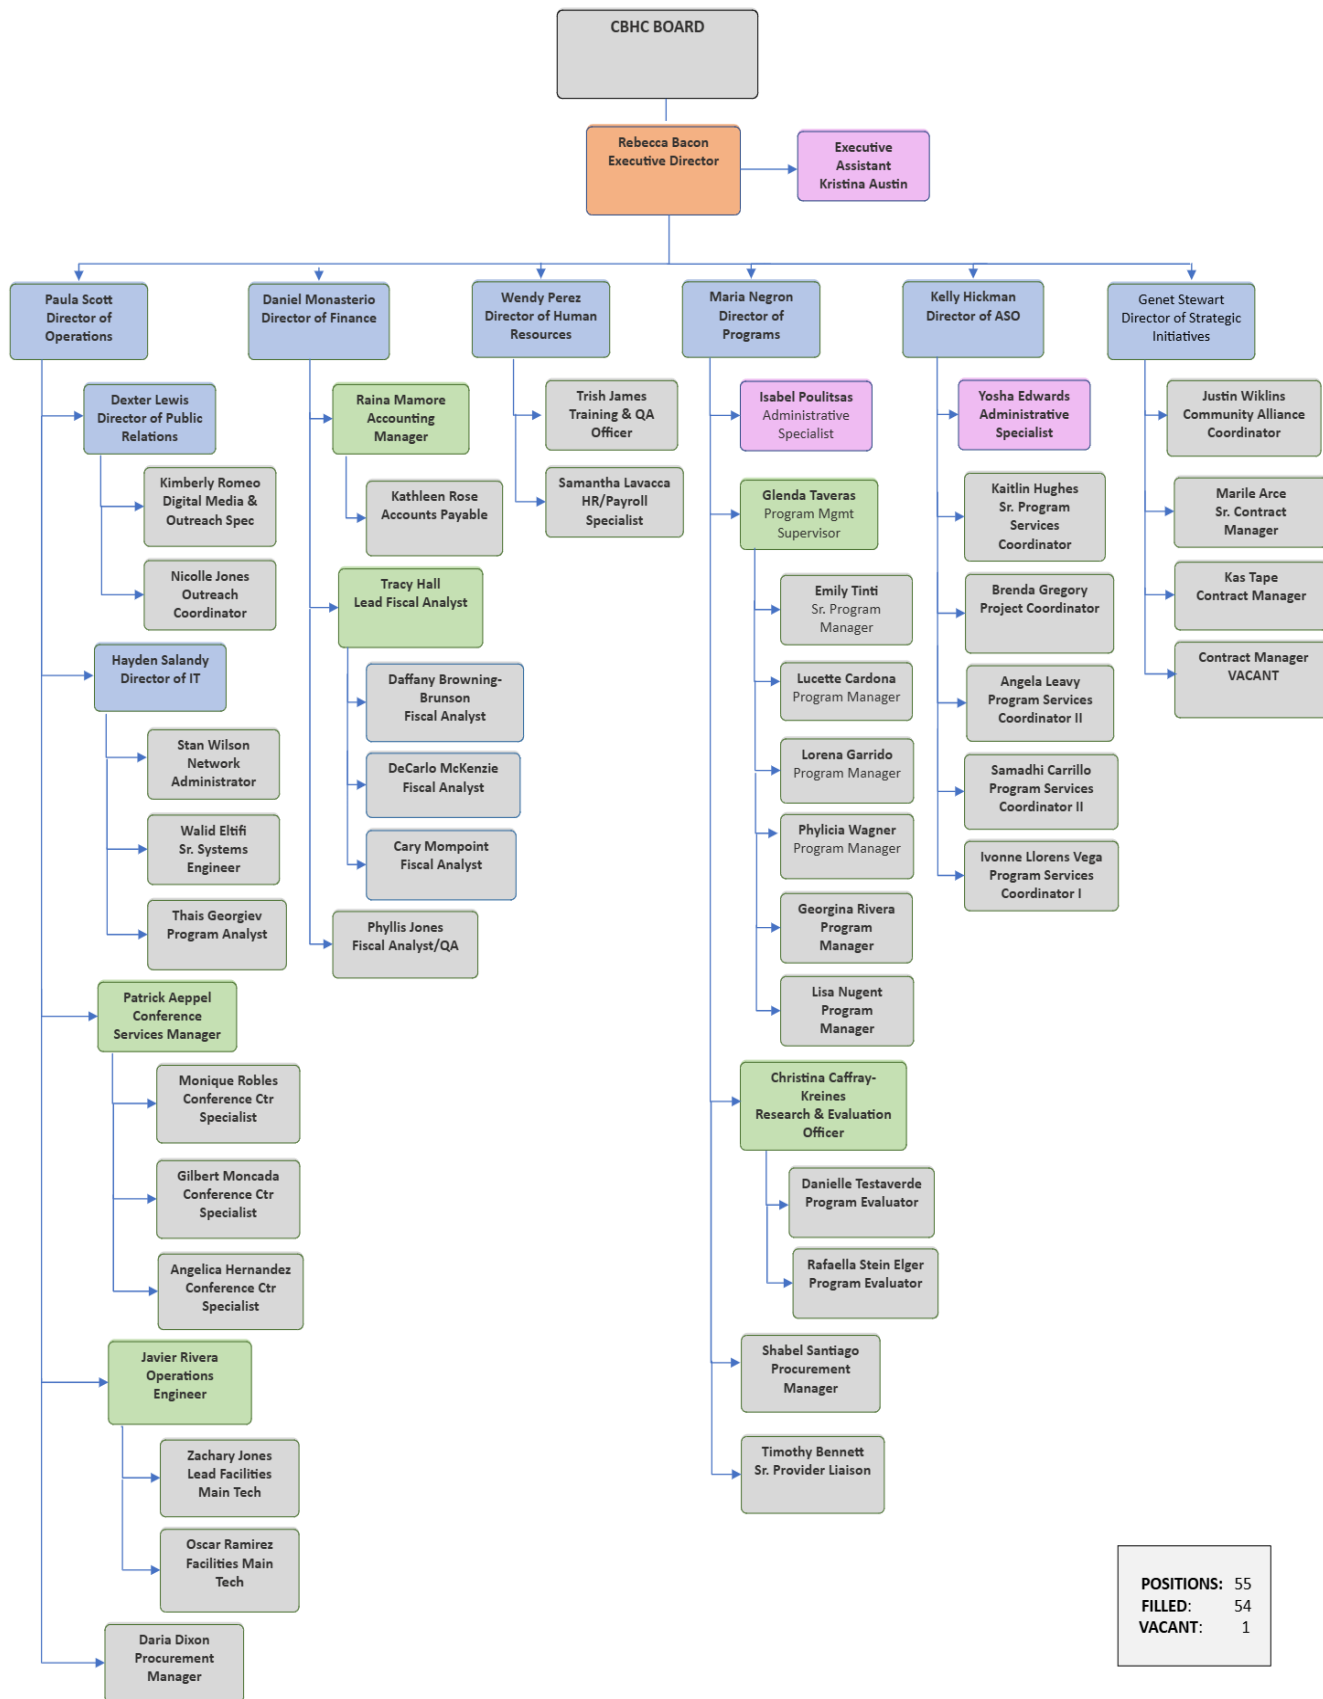 CBHC BOARD
Rebecca Bacon
Executive Director
Executive
Assistant
Kristina Austin
Paula Scott
Director of
Operations
Dexter Lewis
Director of Public
Relations
Kimberly Romeo
Digital Media &
Outreach Spec
Nicolle Jones
Outreach
Coordinator
Hayden Salandy
Director of IT
Stan Wilson
Network
Administrator
Walid Eltifi
Sr. Systems
Engineer
Thais Georgiev
Program Analyst
Patrick Aeppel
Conference
Services Manager
Monique Robles
Conference Ctr
Specialist
Gilbert Moncada
Conference Ctr
Specialist
Angelica Hernandez
Conference Ctr
Specialist
Javier Rivera
Operations
Engineer
Zachary Jones
Lead Facilities
Main Tech
Oscar Ramirez
Facilities Main
Tech
Daria Dixon
Procurement
Manager
Daniel Monasterio
Director of Finance
Raina Mamore
Accounting
Manager
Kathleen Rose
Accounts Payable
Tracy Hall
Lead Fiscal Analyst
Daffany Browning-
Brunson
Fiscal Analyst
DeCarlo McKenzie
Fiscal Analyst
Cary Mompoint
Fiscal Analyst
Phyllis Jones
Fiscal Analyst/QA
Wendy Perez
Director of Human
Resources
Trish James
Training & QA
Officer
Samantha Lavacca
HR/Payroll
Specialist
Maria Negron
Director of
Programs
Isabel Poulitsas
Administrative
Specialist
Glenda Taveras
Program Mgmt
Supervisor
Emily Tinti
Sr. Program
Manager
Lucette Cardona
Program Manager
Lorena Garrido
Program Manager
Phylicia Wagner
Program Manager
Georgina Rivera
Program
Manager
Lisa Nugent
Program
Manager
Christina Caffray-
Kreines
Research & Evaluation
Officer
Danielle Testaverde
Program Evaluator
Rafaella Stein Elger
Program Evaluator
Shabel Santiago
Procurement
Manager
Timothy Bennett
Sr. Provider Liaison
Kelly Hickman
Director of ASO
Yosha Edwards
Administrative
Specialist
Kaitlin Hughes
Sr. Program
Services
Coordinator
Brenda Gregory
Project Coordinator
Angela Leavy
Program Services
Coordinator II
Samadhi Carrillo
Program Services
Coordinator II
Ivonne Llorens Vega
Program Services
Coordinator I
Genet Stewart
Director of Strategic
Initiatives
Justin Wiklins
Community Alliance
Coordinator
Marile Arce
Sr. Contract
Manager
Kas Tape
Contract Manager
Contract Manager
VACANT
POSITIONS: 55
FILLED: 54
VACANT: 1